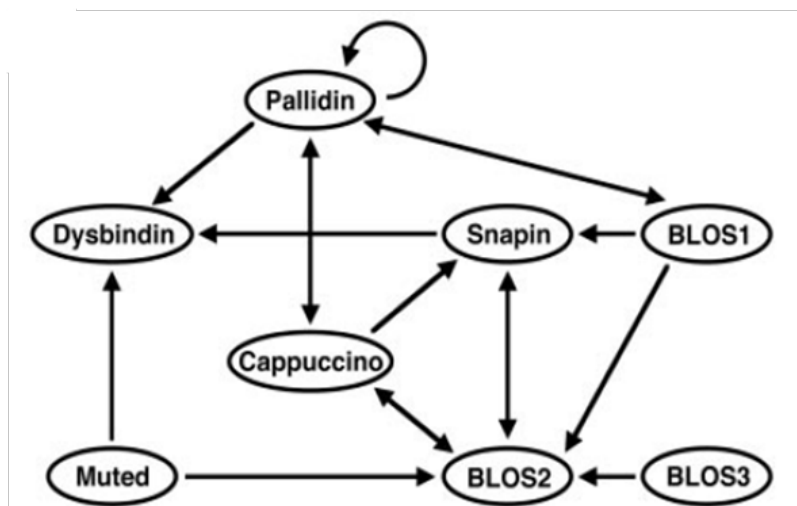 Pallidin
Dysbindin
Snapin
BLOS1
Cappuccino
Muted
BLOS2
BLOS3